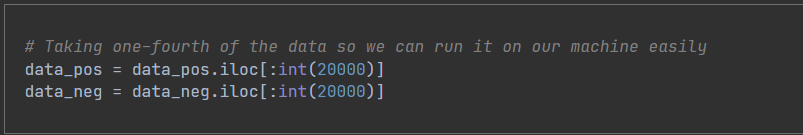 # Taking one-fourth of the data so we can run it on our machine easily
data_pos = data_pos.iloc[:int(20000)]
data_neg = data_neg.iloc[:int(20000)]